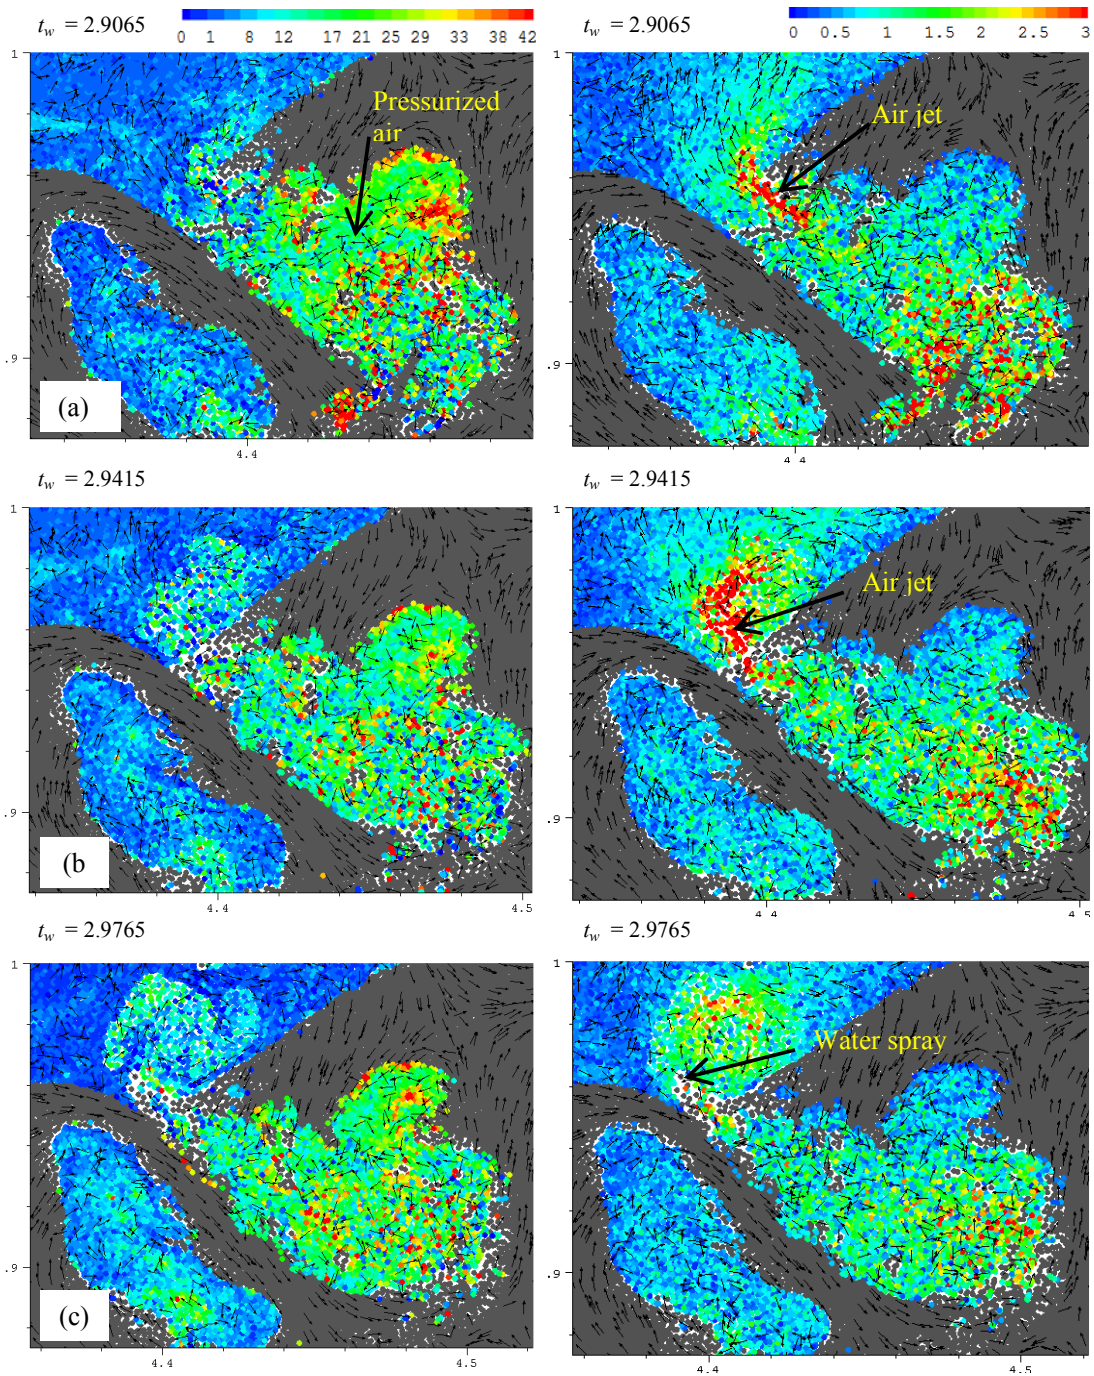 t_w = 2.9065
0 1 8 12 17 21 25 29 33 38 42
t_w = 2.9065
0 0.5 1 1.5 2 2.5 3
1
Pressurized
air
.9
(a)
4.4
1
Air jet
.9
4.4
t_w = 2.9415
t_w = 2.9415
1
.9
(b)
4.4 4.5
1
Air jet
.9
4.4 4.5
t_w = 2.9765
t_w = 2.9765
1
.9
(c)
4.4 4.5
1
Water spray
.9
4.4 4.5